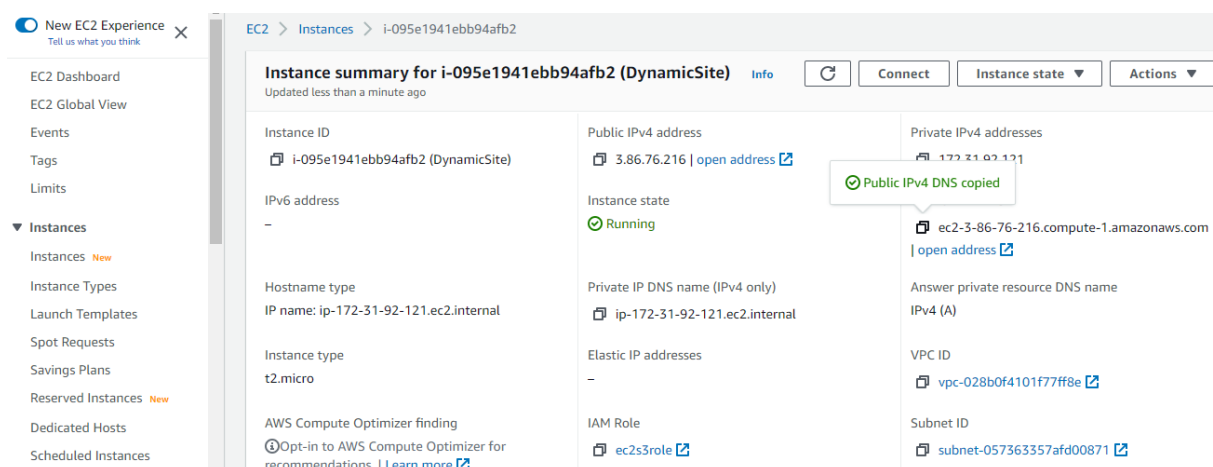 New EC2 Experience
Tell us what you think
EC2 Dashboard
EC2 Global View
Events
Tags
Limits
Instances
Instances New
Instance Types
Launch Templates
Spot Requests
Savings Plans
Reserved Instances New
Dedicated Hosts
Scheduled Instances
EC2 > Instances > i-095e1941ebb94afb2
Instance summary for i-095e1941ebb94afb2 (DynamicSite) Info
Connect Instance state Actions
Updated less than a minute ago
Instance ID
i-095e1941ebb94afb2 (DynamicSite)
Public IPv4 address
3.86.76.216 | open address
Private IPv4 addresses
172.31.92.121
Public IPv4 DNS copied
IPv6 address
–
Instance state
Running
ec2-3-86-76-216.compute-1.amazonaws.com
| open address
Hostname type
IP name: ip-172-31-92-121.ec2.internal
Private IP DNS name (IPv4 only)
ip-172-31-92-121.ec2.internal
Answer private resource DNS name
IPv4 (A)
Instance type
t2.micro
Elastic IP addresses
–
VPC ID
vpc-028b0f4101f77ff8e
AWS Compute Optimizer finding
Opt-in to AWS Compute Optimizer for
recommendations. | Learn more
IAM Role
ec2s3role
Subnet ID
subnet-057363357afd00871